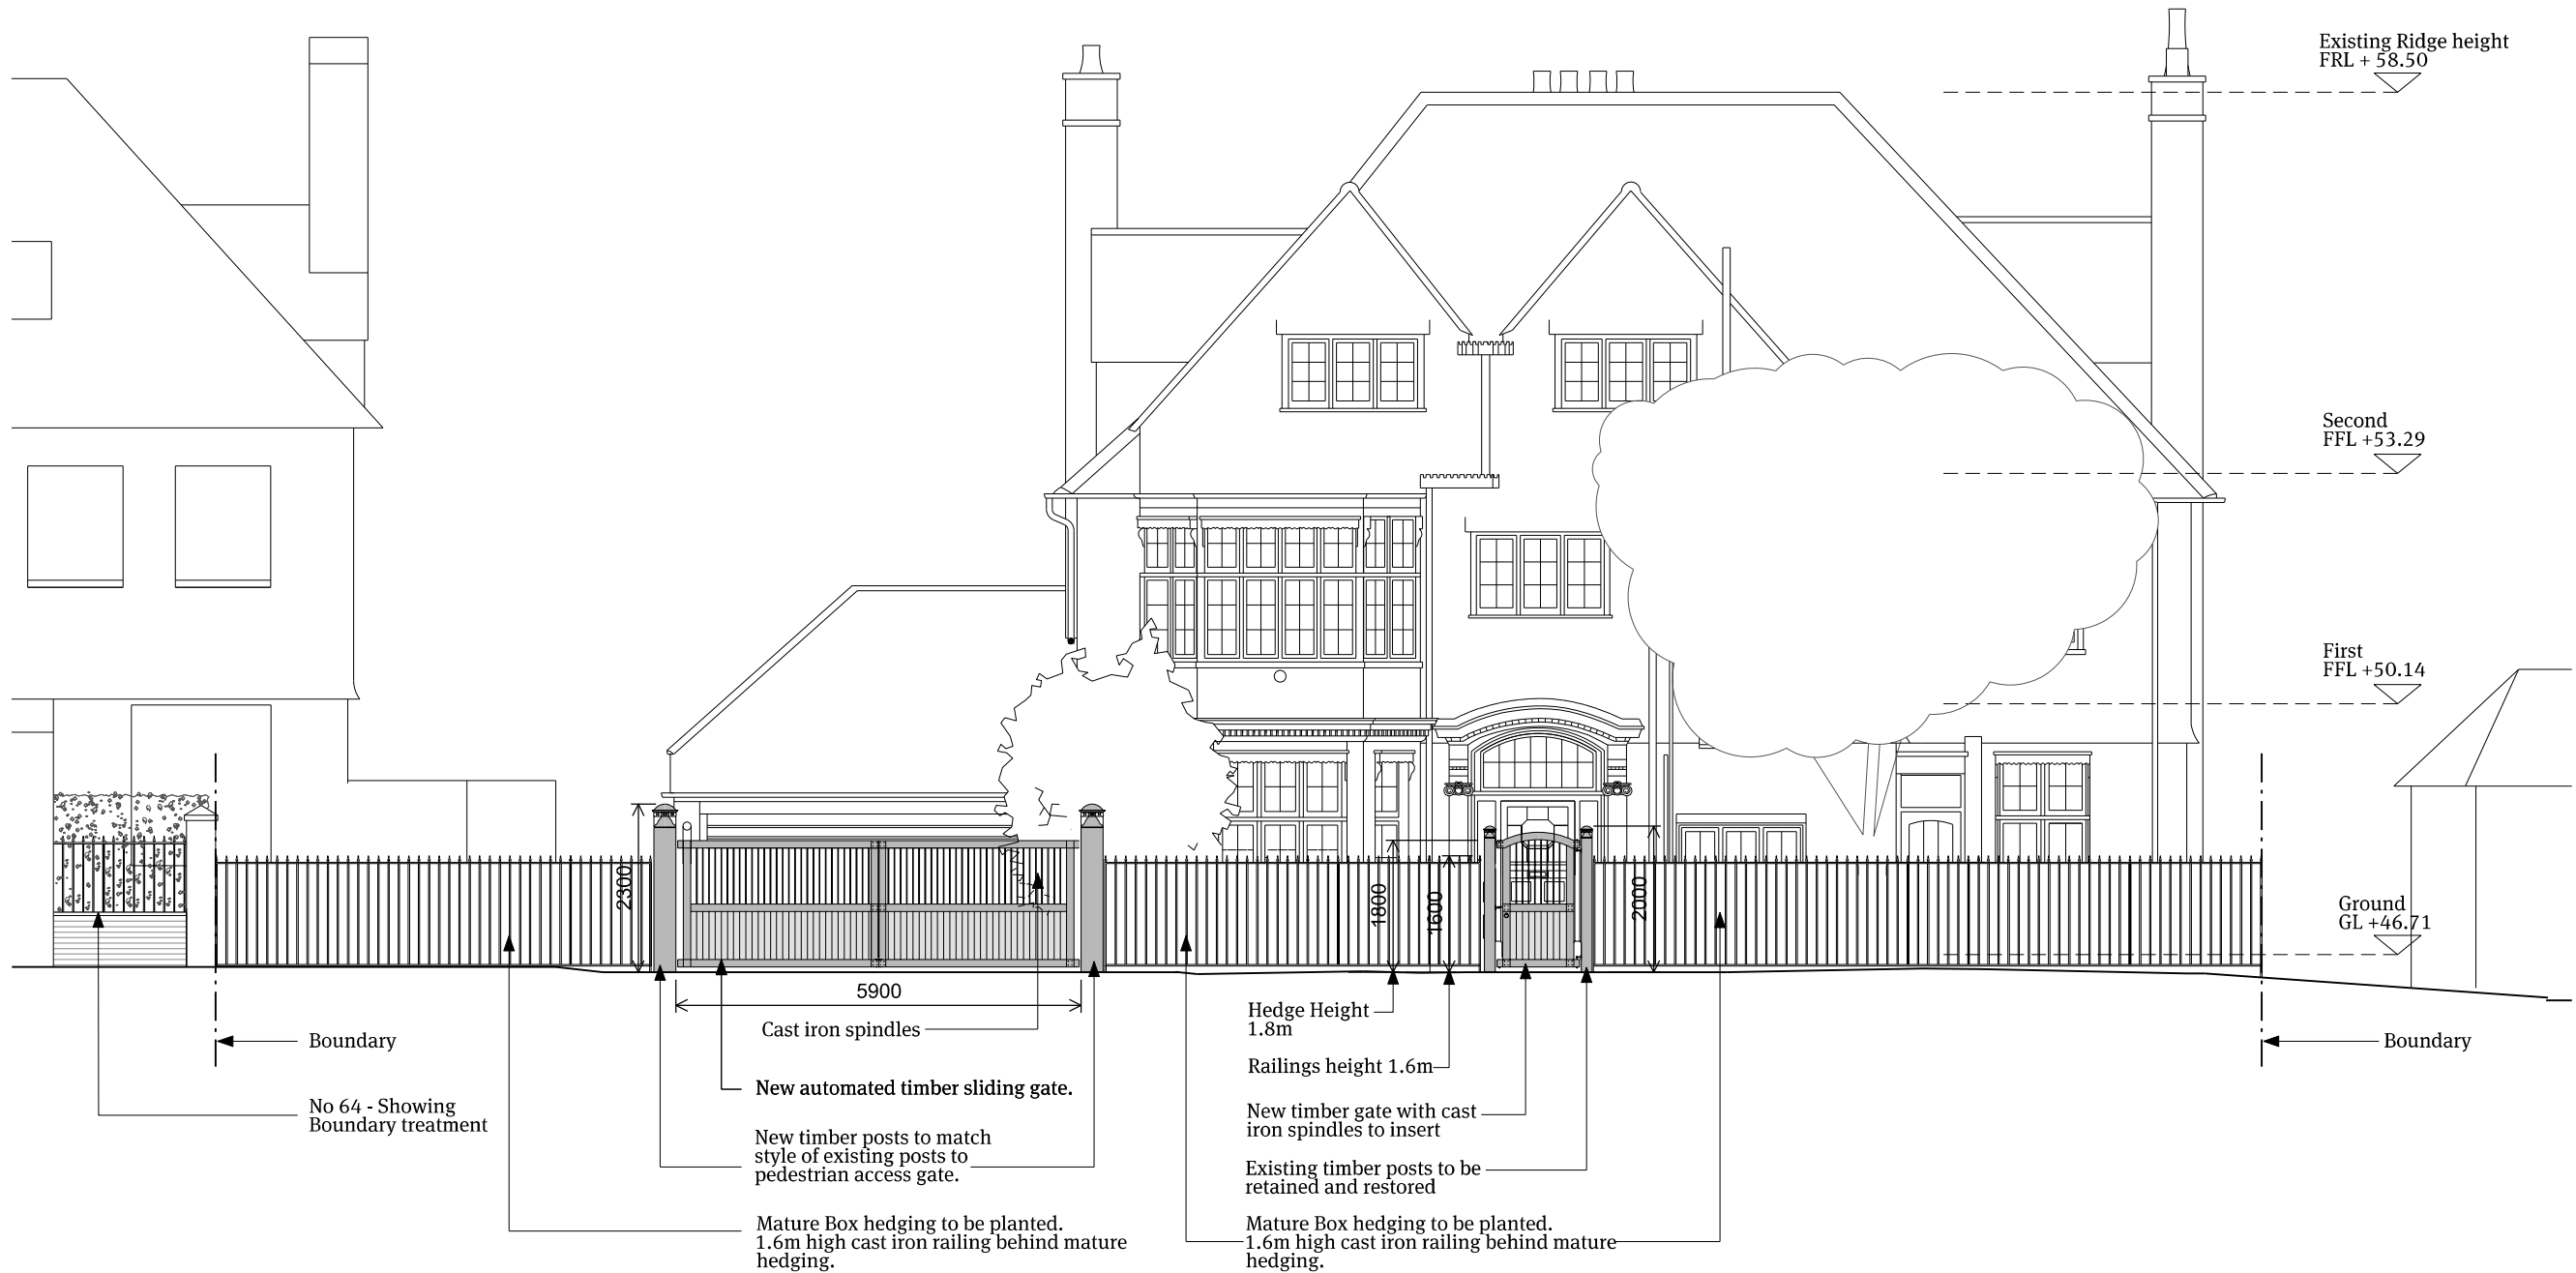 Existing Ridge height
FRL + 58.50
Second
FFL +53.29
First
FFL +50.14
Ground
GL +46.71
2300
1800
1600
2000
5900
Cast iron spindles
Boundary
New automated timber sliding gate.
No 64 - Showing
Boundary treatment
New timber posts to match
style of existing posts to
pedestrian access gate.
Mature Box hedging to be planted.
1.6m high cast iron railing behind mature
hedging.
Hedge Height
1.8m
Railings height 1.6m
New timber gate with cast
iron spindles to insert
Existing timber posts to be
retained and restored
Mature Box hedging to be planted.
1.6m high cast iron railing behind mature
hedging.
Boundary